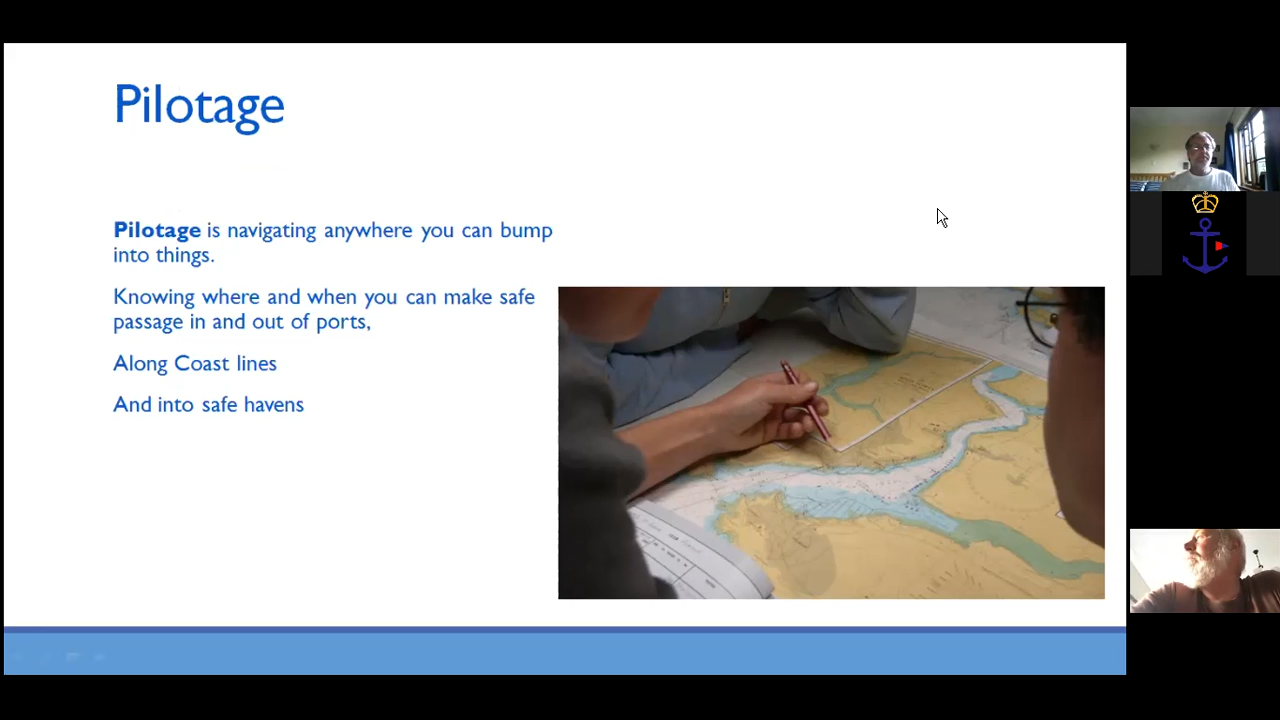 Pilotage
Pilotage is navigating anywhere you can bump
into things.
Knowing where and when you can make safe
passage in and out of ports,
Along Coast lines
And into safe havens